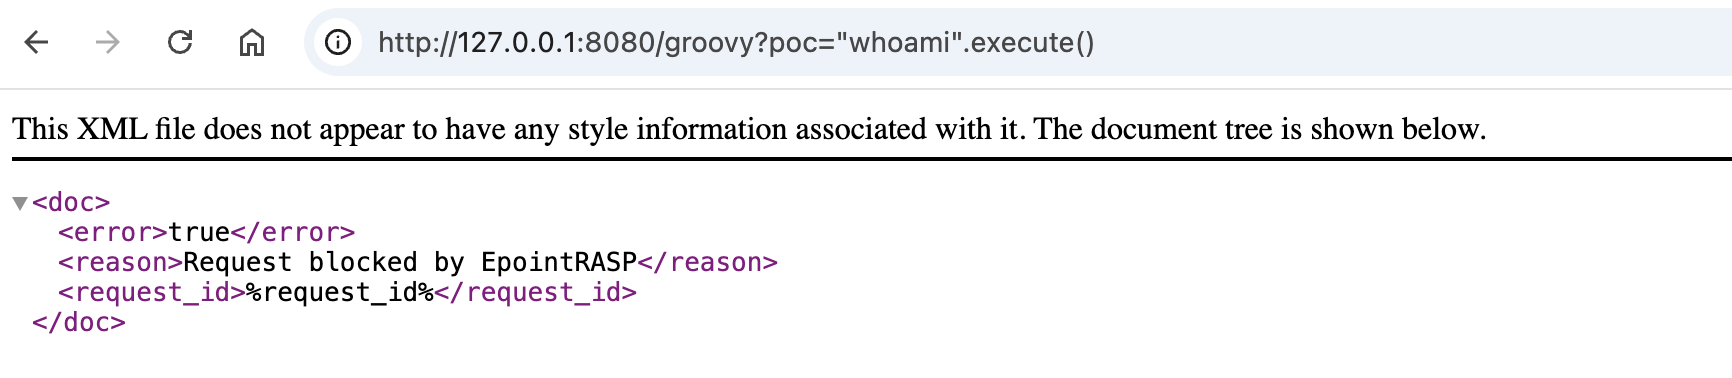 http://127.0.0.1:8080/groovy?poc="whoami".execute()
This XML file does not appear to have any style information associated with it. The document tree is shown below.
<doc>
<error>true</error>
<reason>Request blocked by EpointRASP</reason>
<request_id>%request_id%</request_id>
</doc>